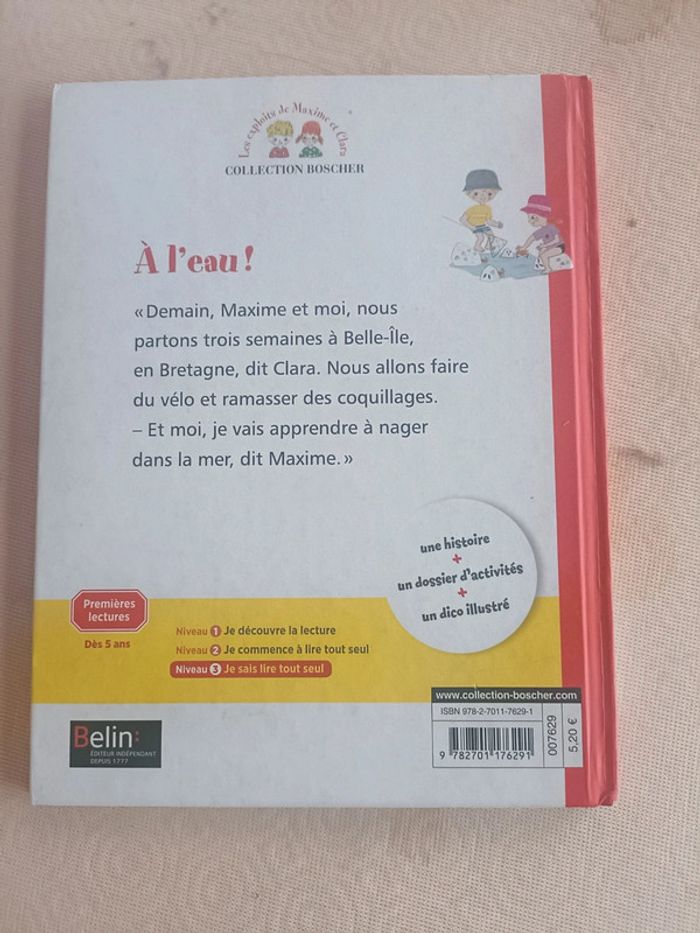 Les exploits de Maxime et Clara
COLLECTION BOSCHER
À l'eau !
« Demain, Maxime et moi, nous
partons trois semaines à Belle-Île,
en Bretagne, dit Clara. Nous allons faire
du vélo et ramasser des coquillages.
– Et moi, je vais apprendre à nager
dans la mer, dit Maxime. »
une histoire
+
un dossier d'activités
+
un dico illustré
Premières
lectures
Dès 5 ans
Niveau 1 Je découvre la lecture
Niveau 2 Je commence à lire tout seul
Niveau 3 Je sais lire tout seul
www.collection-boscher.com
ISBN 978-2-7011-7629-1
9 782701 176291
007629
5,20 €
Belin:
ÉDITEUR INDÉPENDANT
DEPUIS 1777